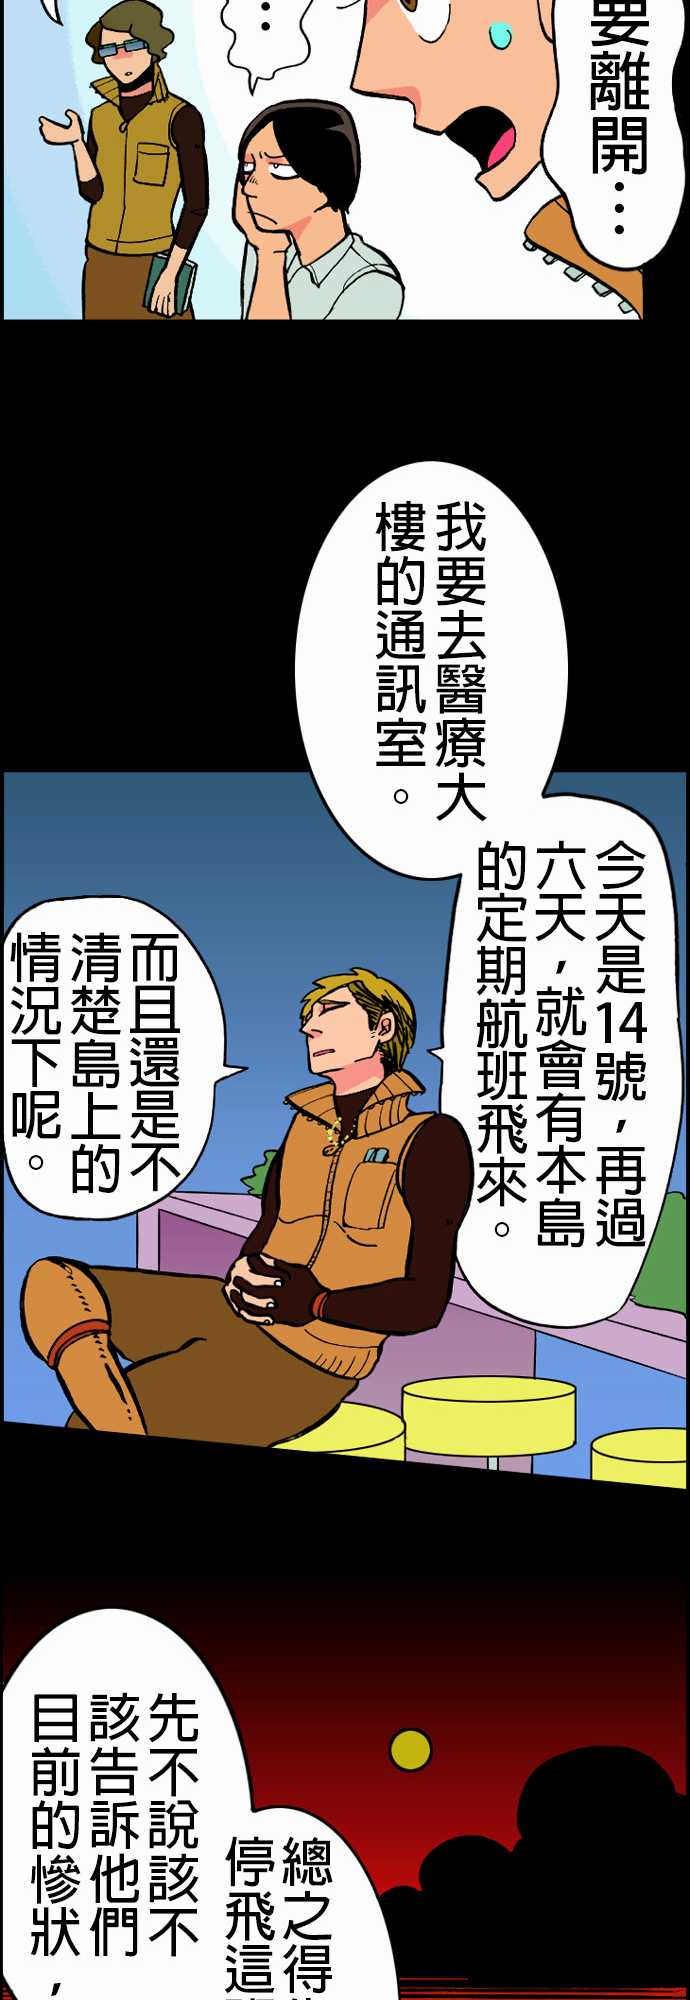 要離開…
…
我要去醫療大
樓的通訊室。
今天是14號，再過
六天，就會有本島
的定期航班飛來。
而且還是不
清楚島上的
情況下呢。
先不說該不
該告訴他們
目前的慘狀，
總之得
停飛這